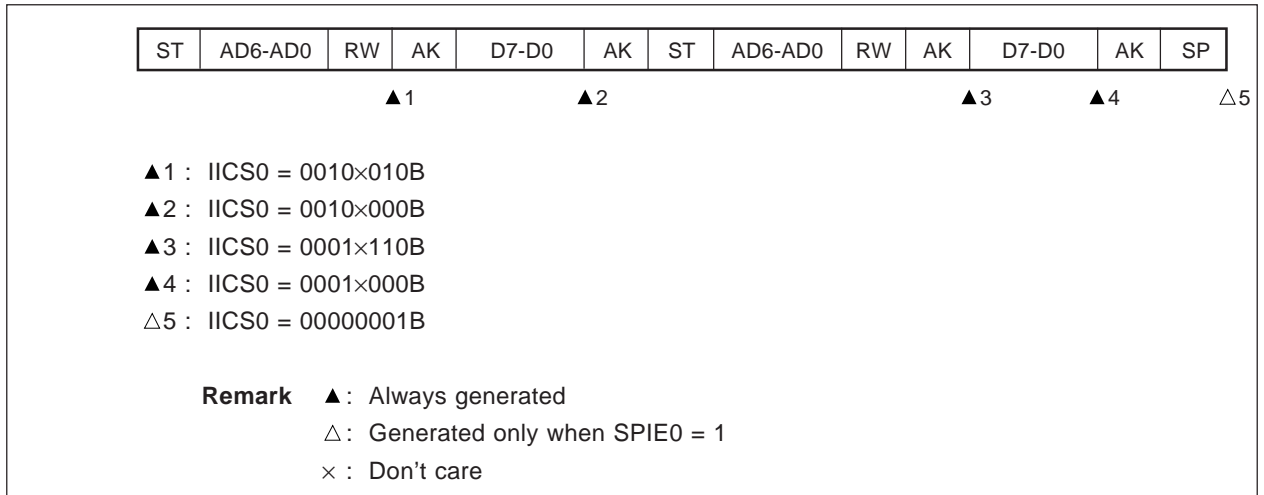 ST AD6-AD0 RW AK D7-D0 AK ST AD6-AD0 RW AK D7-D0 AK SP
▲1 ▲2 ▲3 ▲4 △5
▲1 : IICS0 = 0010×010B
▲2 : IICS0 = 0010×000B
▲3 : IICS0 = 0001×110B
▲4 : IICS0 = 0001×000B
△5 : IICS0 = 00000001B
Remark ▲ : Always generated
△ : Generated only when SPIE0 = 1
× : Don't care